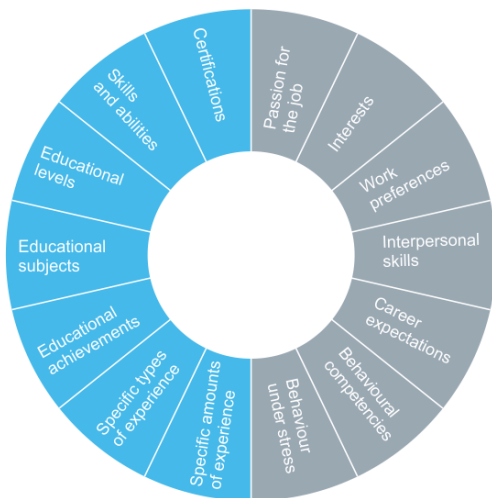 Certifications
Passion for
the job
Skills
and abilities
Interests
Educational
levels
Work
preferences
Educational
subjects
Interpersonal
skills
Educational
achievements
Career
expectations
Specific types
of experience
Behavioural
competencies
Specific amounts
of experience
Behaviour
under stress